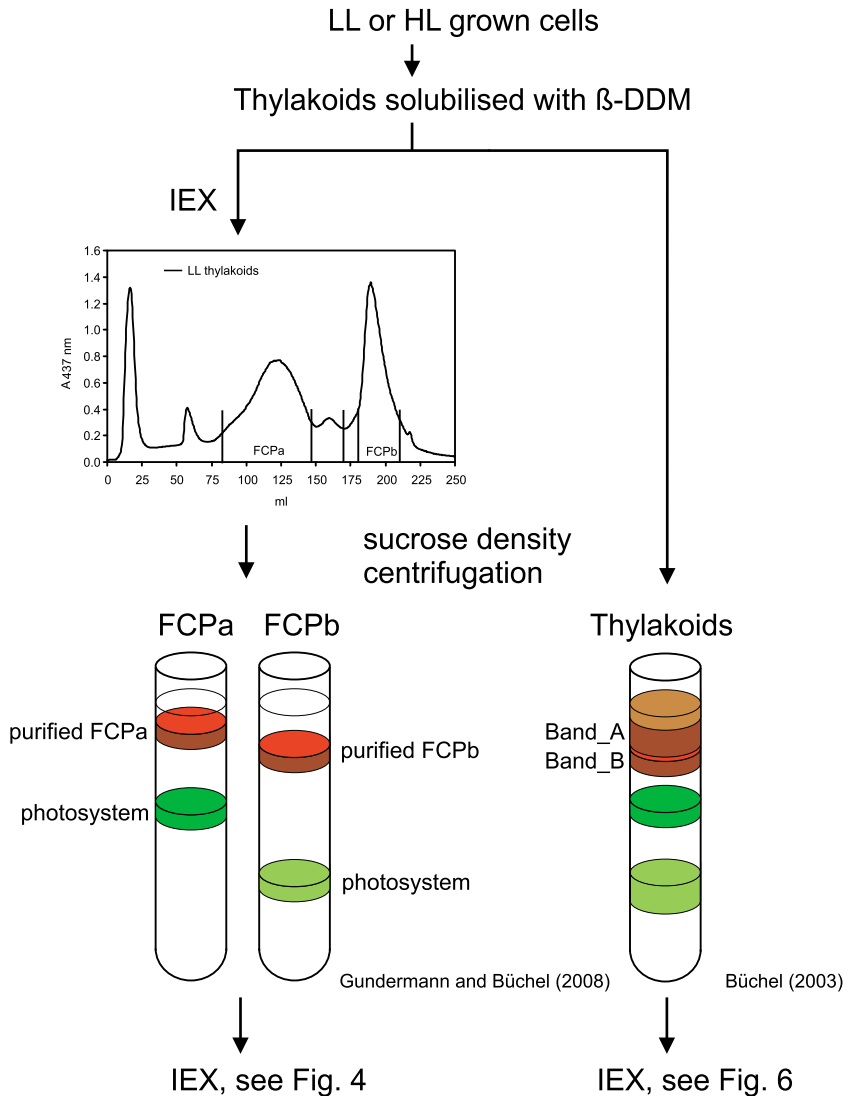 LL or HL grown cells
Thylakoids solubilised with ß-DDM
IEX
1.6
1.4
1.2
1.0
0.8
0.6
0.4
0.2
0.0
A 437 nm
LL thylakoids
FCPa
FCPb
0 25 50 75 100 125 150 175 200 225 250
ml
sucrose density
centrifugation
FCPa FCPb
Thylakoids
purified FCPa
purified FCPb
photosystem
photosystem
Band_A
Band_B
Gundermann and Büchel (2008)
Büchel (2003)
IEX, see Fig. 4
IEX, see Fig. 6